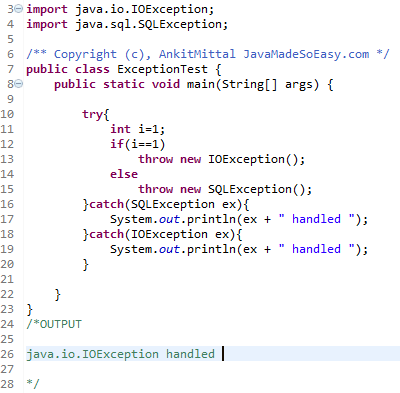 3 import java.io.IOException;
4 import java.sql.SQLException;
5
6 /** Copyright (c), AnkitMittal JavaMadeSoEasy.com */
7 public class ExceptionTest {
8     public static void main(String[] args) {
9
10         try{
11             int i=1;
12             if(i==1)
13                 throw new IOException();
14             else
15                 throw new SQLException();
16         }catch(SQLException ex){
17             System.out.println(ex + " handled ");
18         }catch(IOException ex){
19             System.out.println(ex + " handled ");
20         }
21
22     }
23 }
24 /*OUTPUT
25
26 java.io.IOException handled
27
28 */